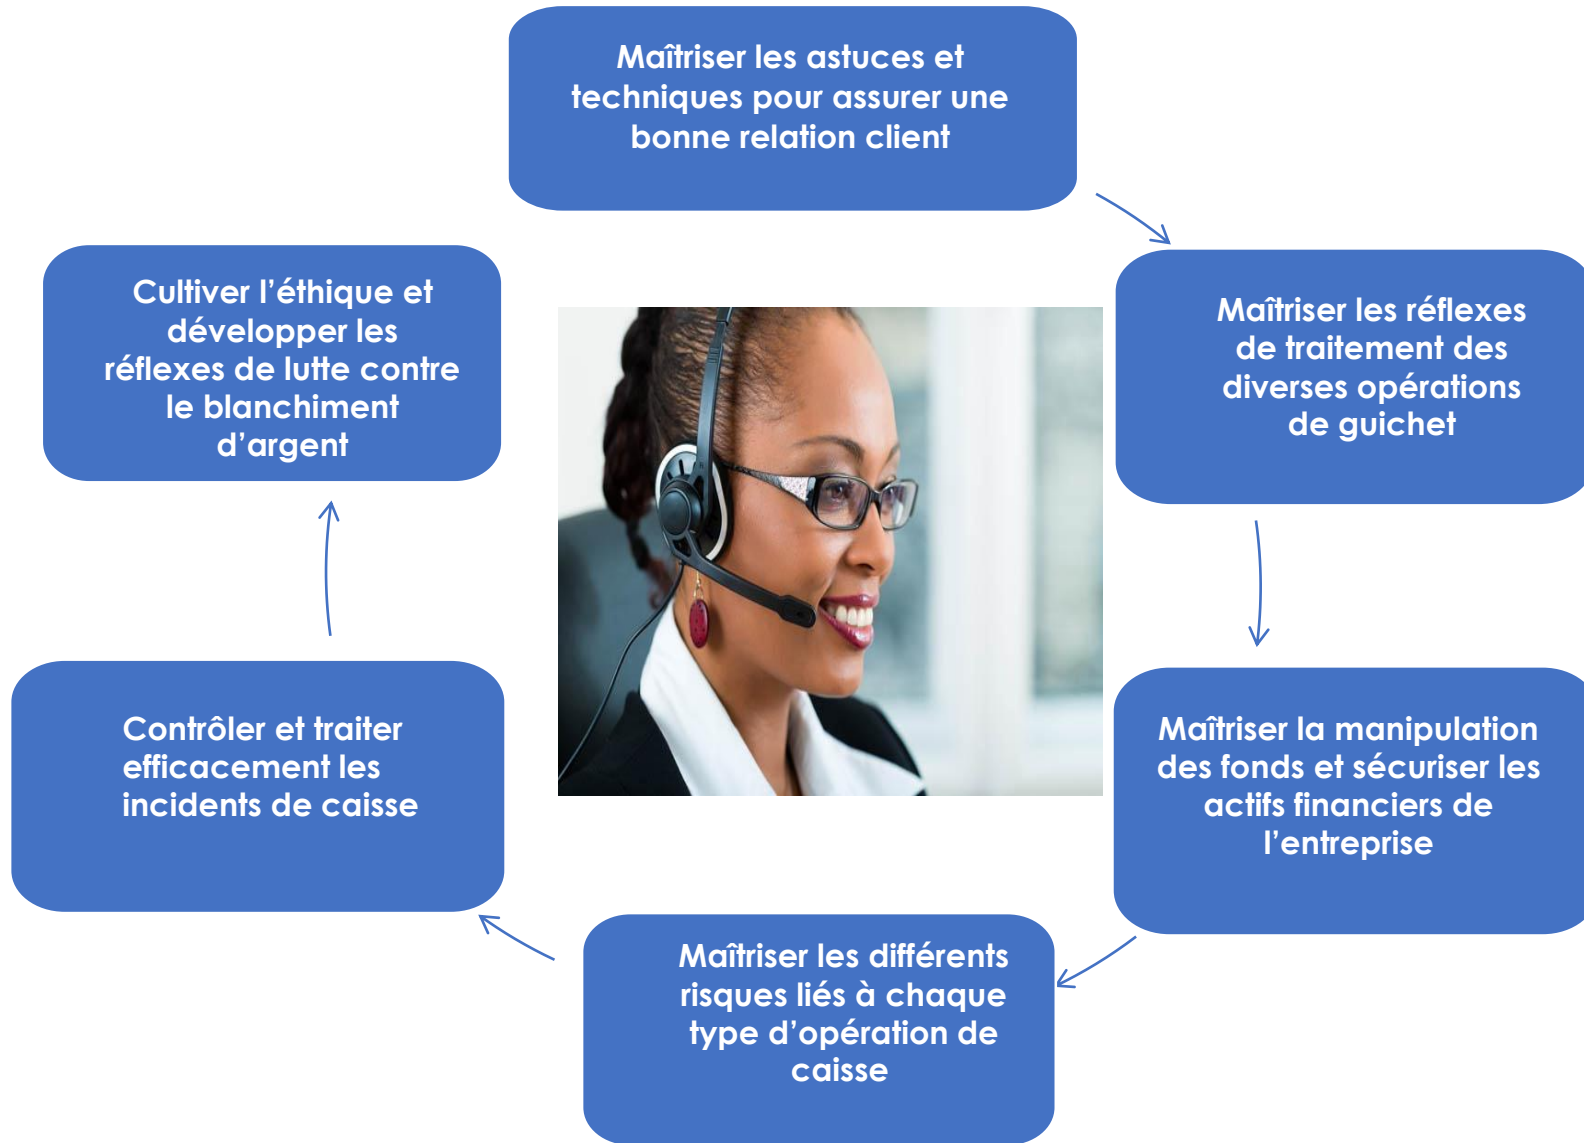 Maîtriser les astuces et
techniques pour assurer une
bonne relation client
Maîtriser les réflexes
de traitement des
diverses opérations
de guichet
Maîtriser la manipulation
des fonds et sécuriser les
actifs financiers de
l’entreprise
Maîtriser les différents
risques liés à chaque
type d’opération de
caisse
Contrôler et traiter
efficacement les
incidents de caisse
Cultiver l’éthique et
développer les
réflexes de lutte contre
le blanchiment
d’argent